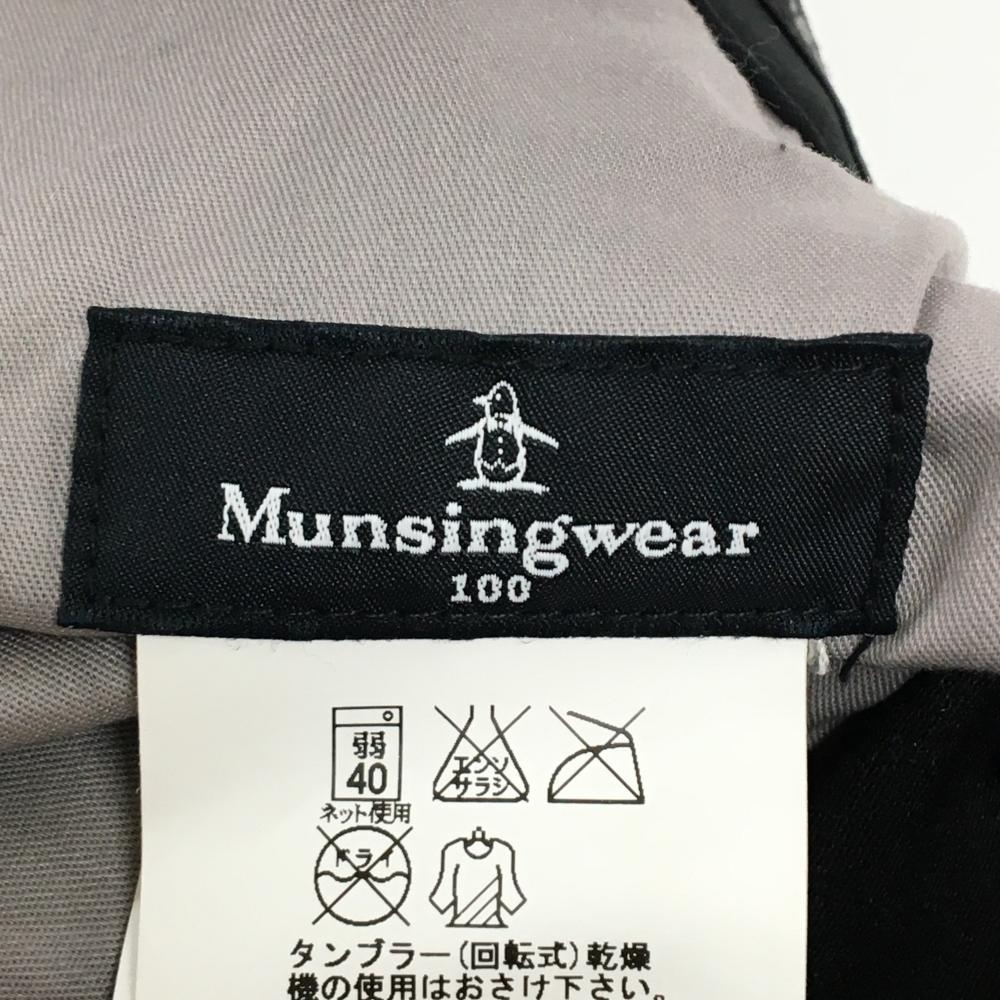 Munsingwear
100
弱
40
ネット使用
エンソ
サラシ
ドライ
タンブラー(回転式)乾燥
機の使用はおさけ下さい。